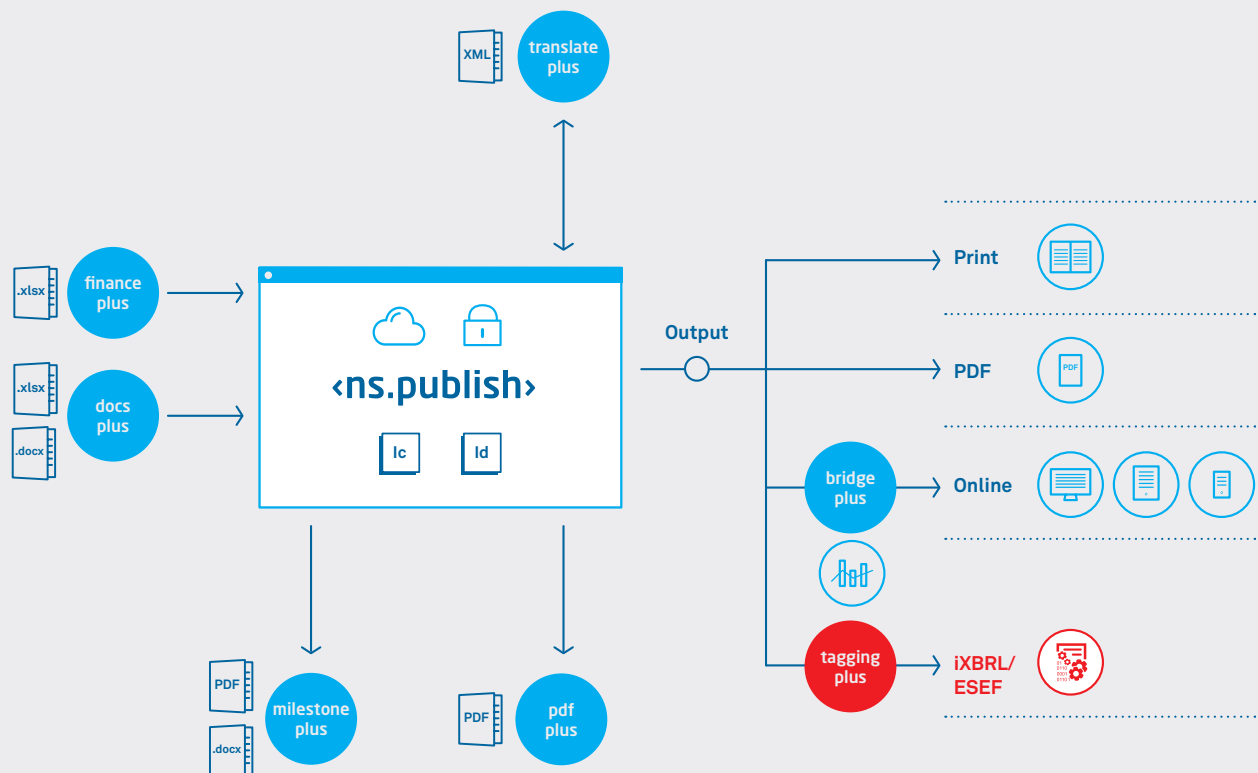 XML
translate
plus
.xlsx
finance
plus
.xlsx
.docx
docs
plus
‹ns.publish›
Ic
Id
PDF
.docx
milestone
plus
PDF
pdf
plus
Output
Print
PDF
PDF
bridge
plus
Online
tagging
plus
iXBRL/
ESEF